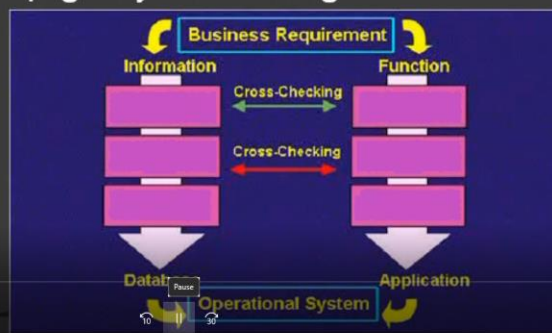 Business Requirement
Information
Function
Cross-Checking
Cross-Checking
Application
Pause
Operational System
10
30